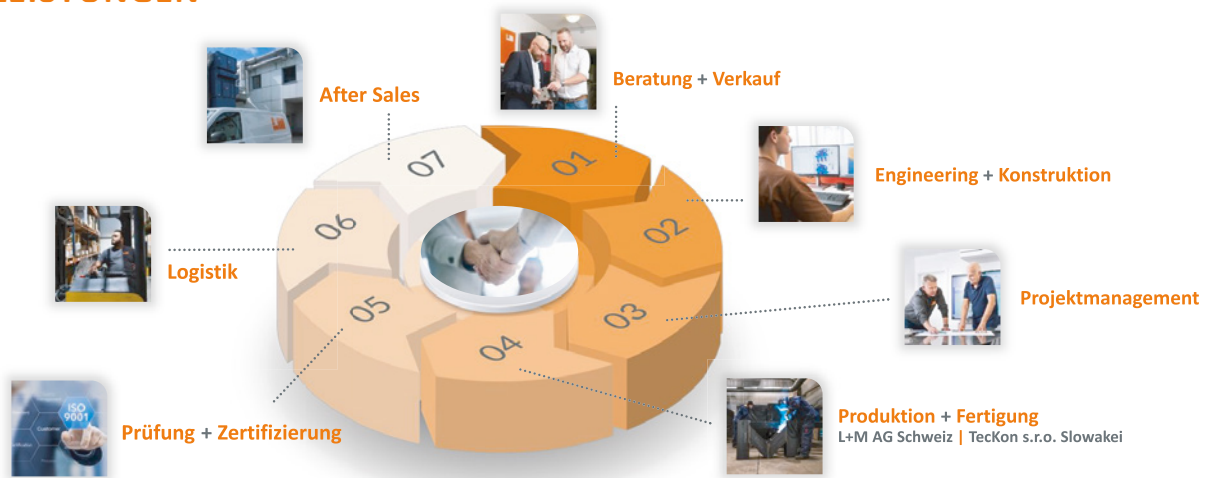 Beratung + Verkauf
After Sales
Engineering + Konstruktion
Projektmanagement
Produktion + Fertigung
L+M AG Schweiz | TecKon s.r.o. Slowakei
Prüfung + Zertifizierung
Logistik
01
02
03
04
05
06
07
ISO
9001
Customer